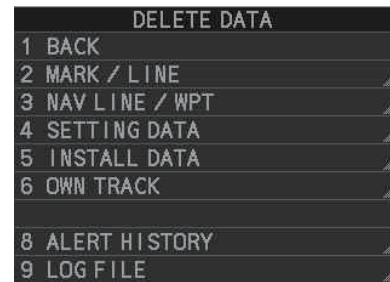 DELETE DATA
1 BACK
2 MARK / LINE
3 NAV LINE / WPT
4 SETTING DATA
5 INSTALL DATA
6 OWN TRACK
8 ALERT HISTORY
9 LOG FILE